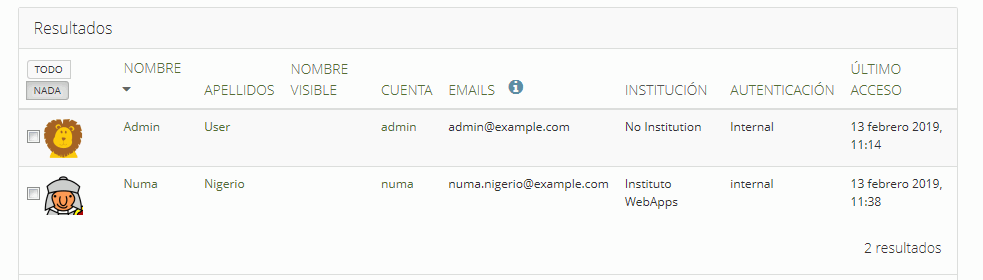 Resultados
TODO
NADA
NOMBRE
APELLIDOS
NOMBRE
VISIBLE
CUENTA
EMAILS
INSTITUCIÓN
AUTENTICACIÓN
ÚLTIMO
ACCESO
Admin User admin admin@example.com No Institution Internal 13 febrero 2019,
11:14
Numa Nigerio numa numa.nigerio@example.com Instituto internal 13 febrero 2019,
WebApps 11:38
2 resultados